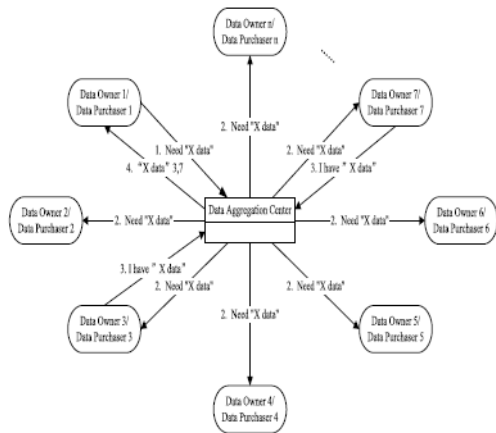 Data Owner n/
Data Purchaser n
......
Data Owner 1/
Data Purchaser 1
Data Owner 7/
Data Purchaser 7
2. Need "X data"
1. Need "X data"
2. Need "X data"
4. "X data" 3,7
3. I have " X data"
Data Owner 2/
Data Purchaser 2
2. Need "X data"
Data Aggregation Center
2. Need "X data"
Data Owner 6/
Data Purchaser 6
3. I have " X data"
2. Need "X data"
2. Need "X data"
2. Need "X data"
Data Owner 3/
Data Purchaser 3
Data Owner 5/
Data Purchaser 5
Data Owner 4/
Data Purchaser 4